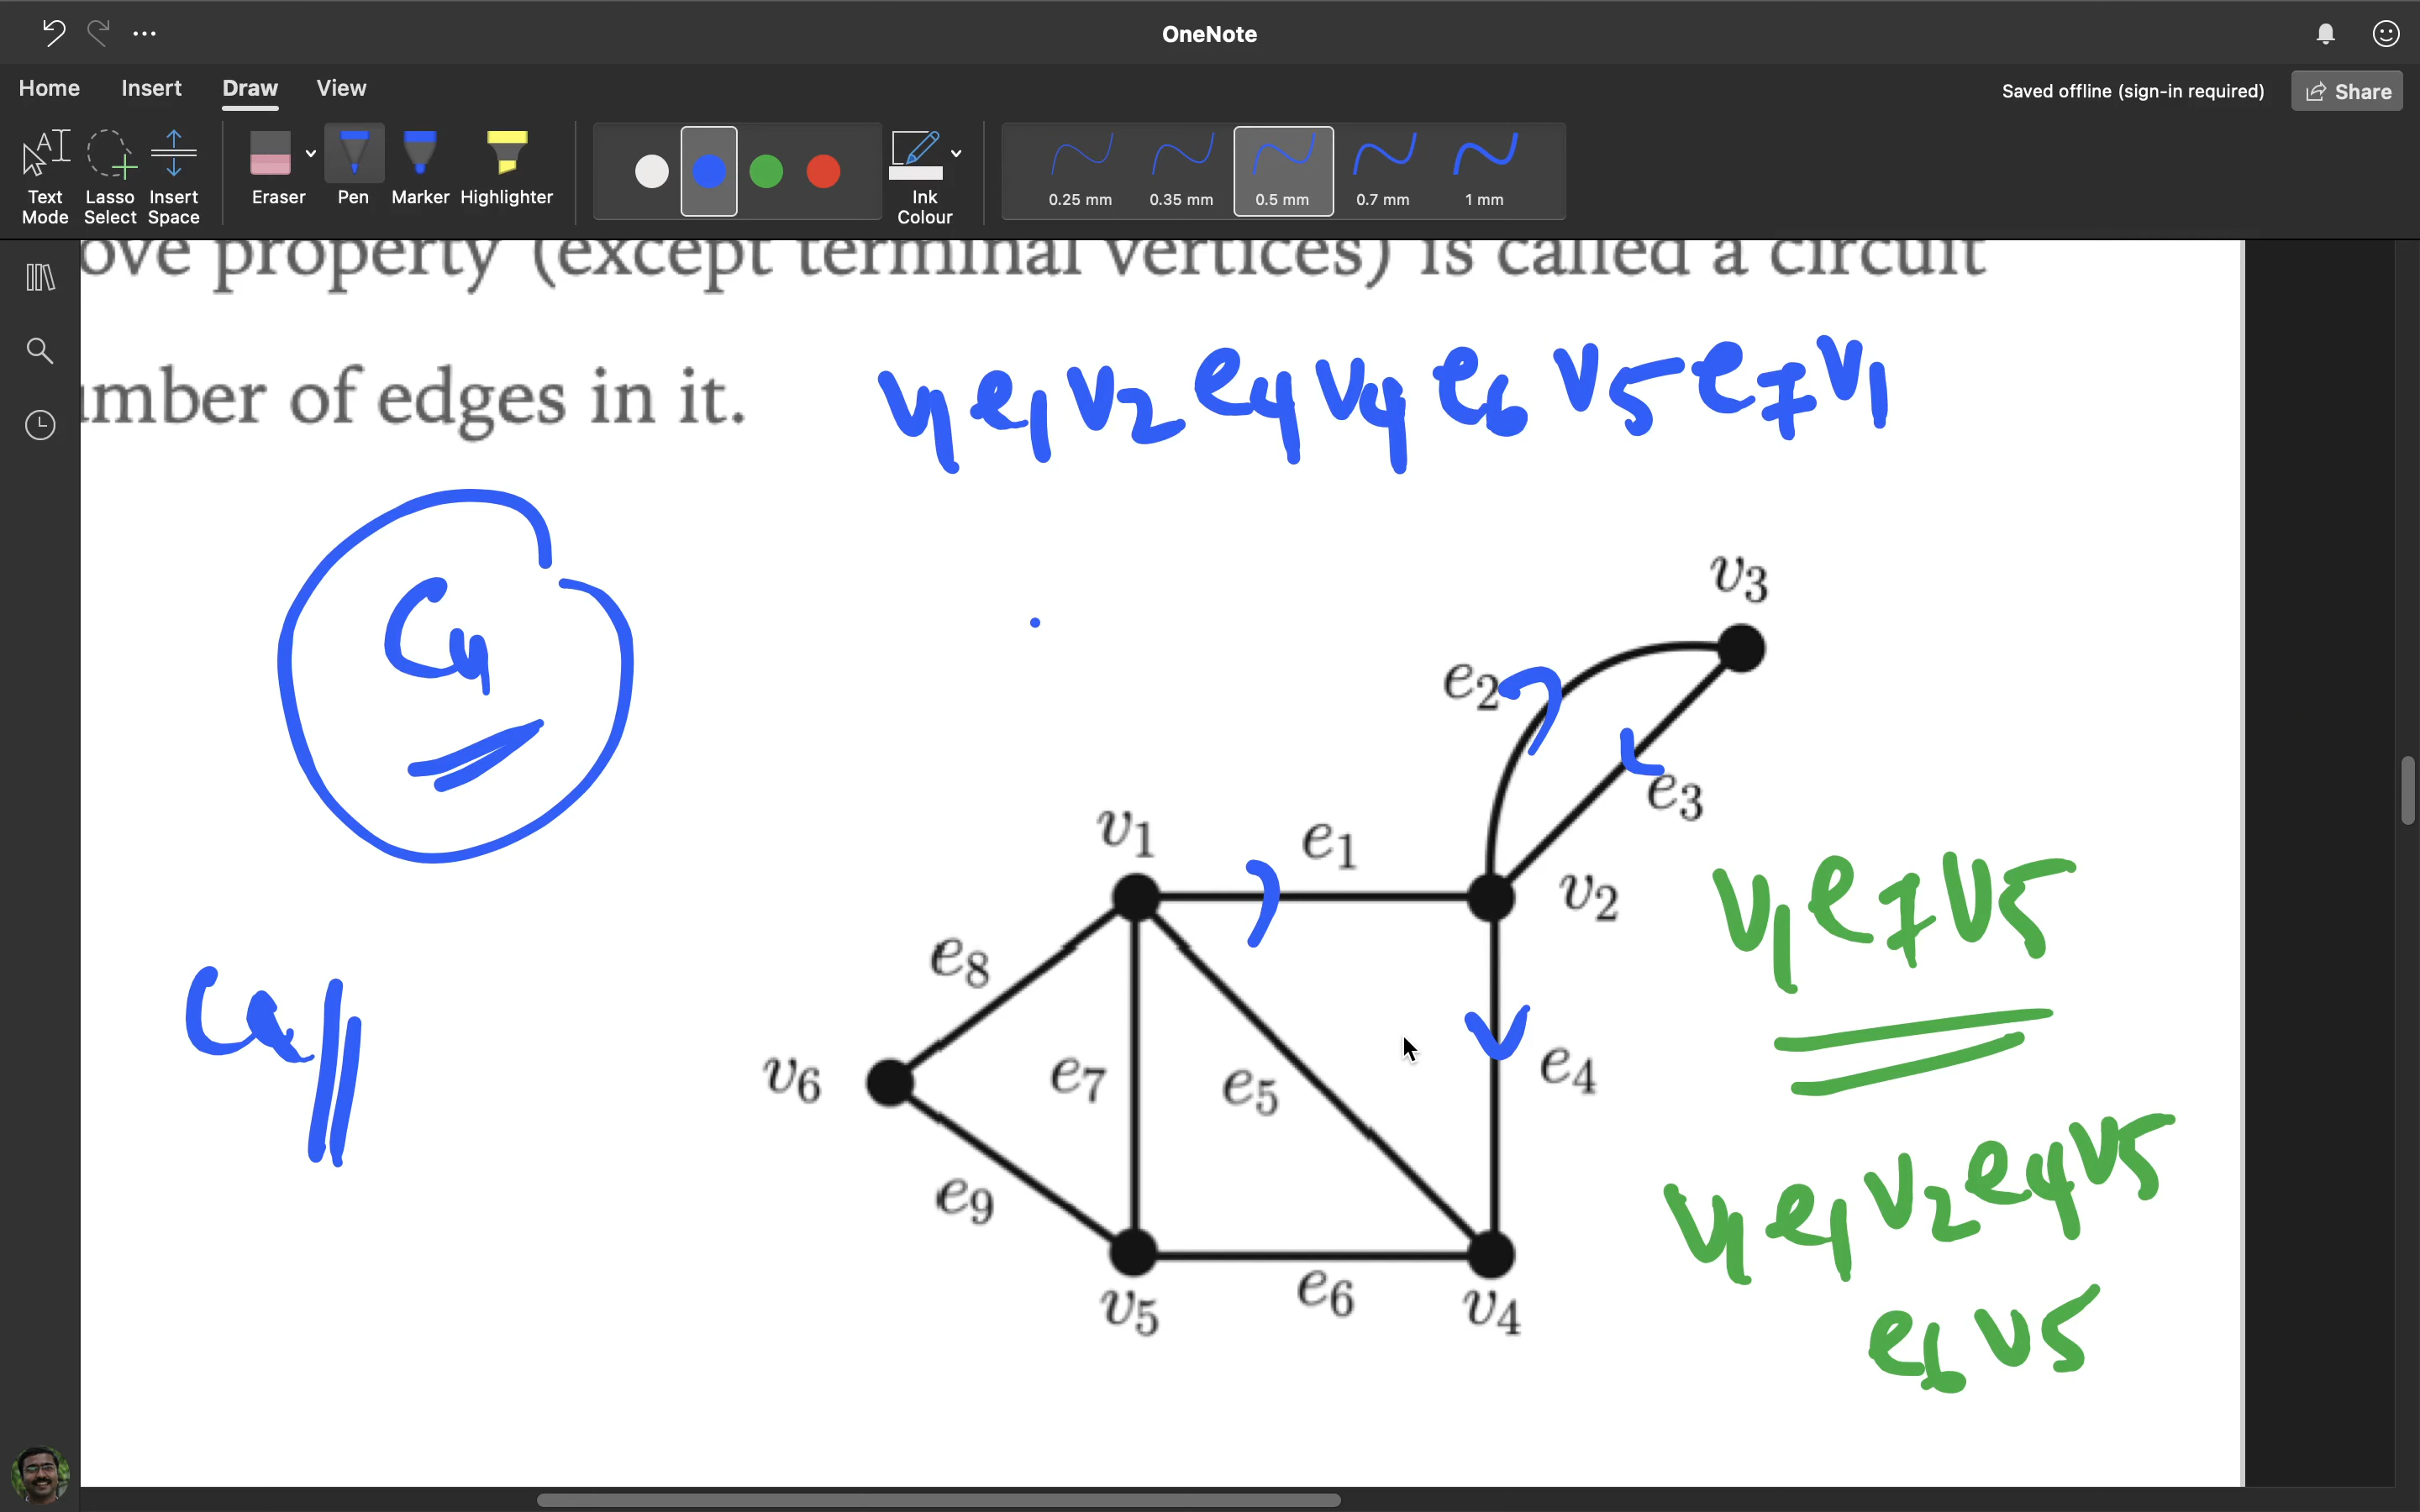 OneNote
Home Insert Draw View
Saved offline (sign-in required) Share
Text Mode
Lasso Select
Insert Space
Eraser Pen Marker Highlighter
Ink Colour
0.25 mm 0.35 mm 0.5 mm 0.7 mm 1 mm
ove property (except terminal vertices) is called a circuit
umber of edges in it.
v1 e1 v2 e4 v4 e6 v5 e7 v1
C4
v3
e2
e3
v1 e1
v2
v1 e7 v5
e8
C4
v6 e7 e5 e4
e9
v1 e1 v2 e4 v5
v5 e6 v4
e6 v5